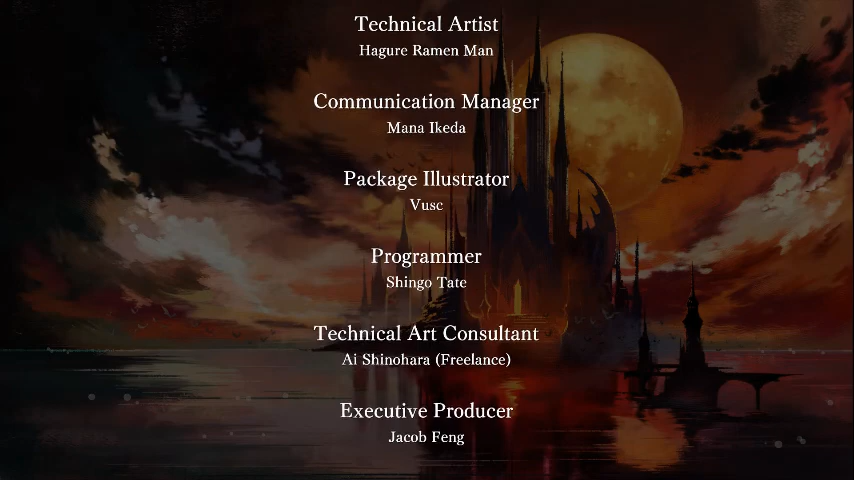 Technical Artist
Hagure Ramen Man
Communication Manager
Mana Ikeda
Package Illustrator
Vusc
Programmer
Shingo Tate
Technical Art Consultant
Ai Shinohara (Freelance)
Executive Producer
Jacob Feng